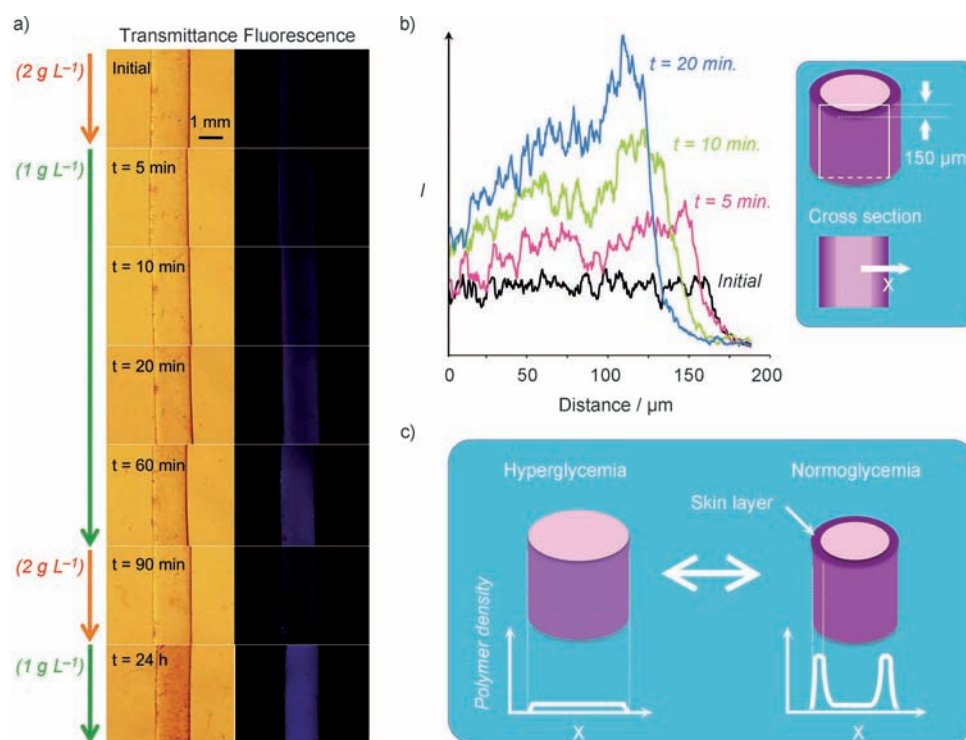 a)
Transmittance Fluorescence
(2 g L⁻¹)
Initial
1 mm
(1 g L⁻¹)
t = 5 min
t = 10 min
t = 20 min
t = 60 min
(2 g L⁻¹)
t = 90 min
(1 g L⁻¹)
t = 24 h
b)
I
t = 20 min.
t = 10 min.
t = 5 min.
Initial
0
50
100
150
200
Distance / μm
150 μm
Cross section
X
c)
Hyperglycemia
Normoglycemia
Skin layer
Polymer density
X
X